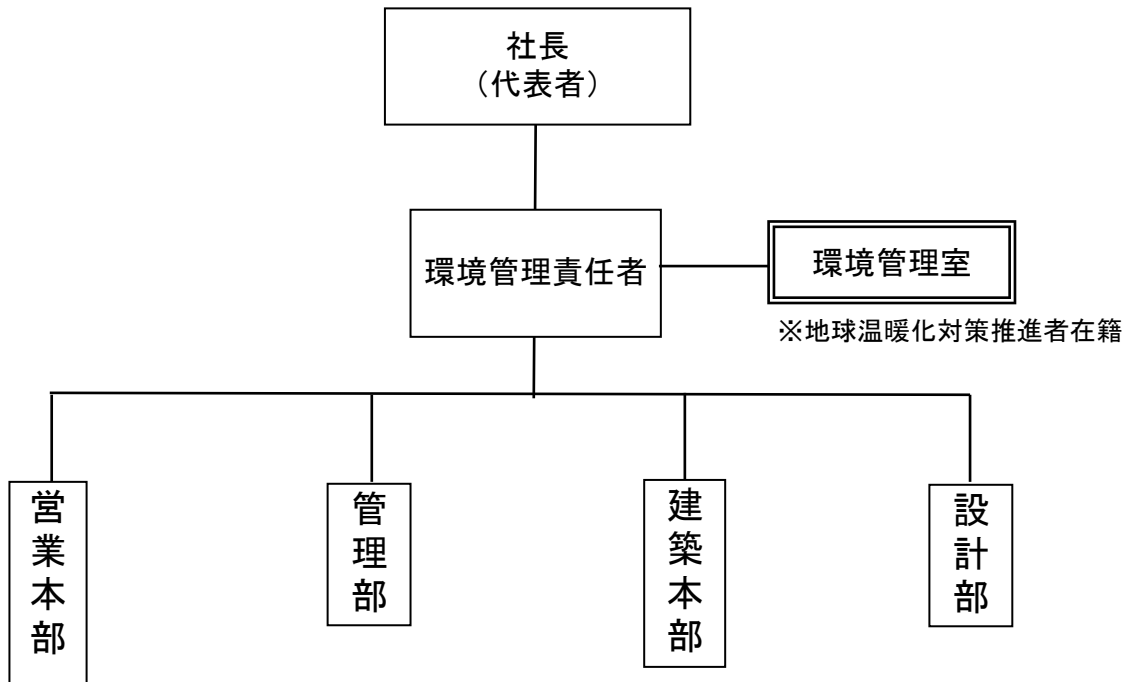 社長
（代表者）
環境管理責任者
環境管理室
※地球温暖化対策推進者在籍
営業本部
管理部
建築本部
設計部